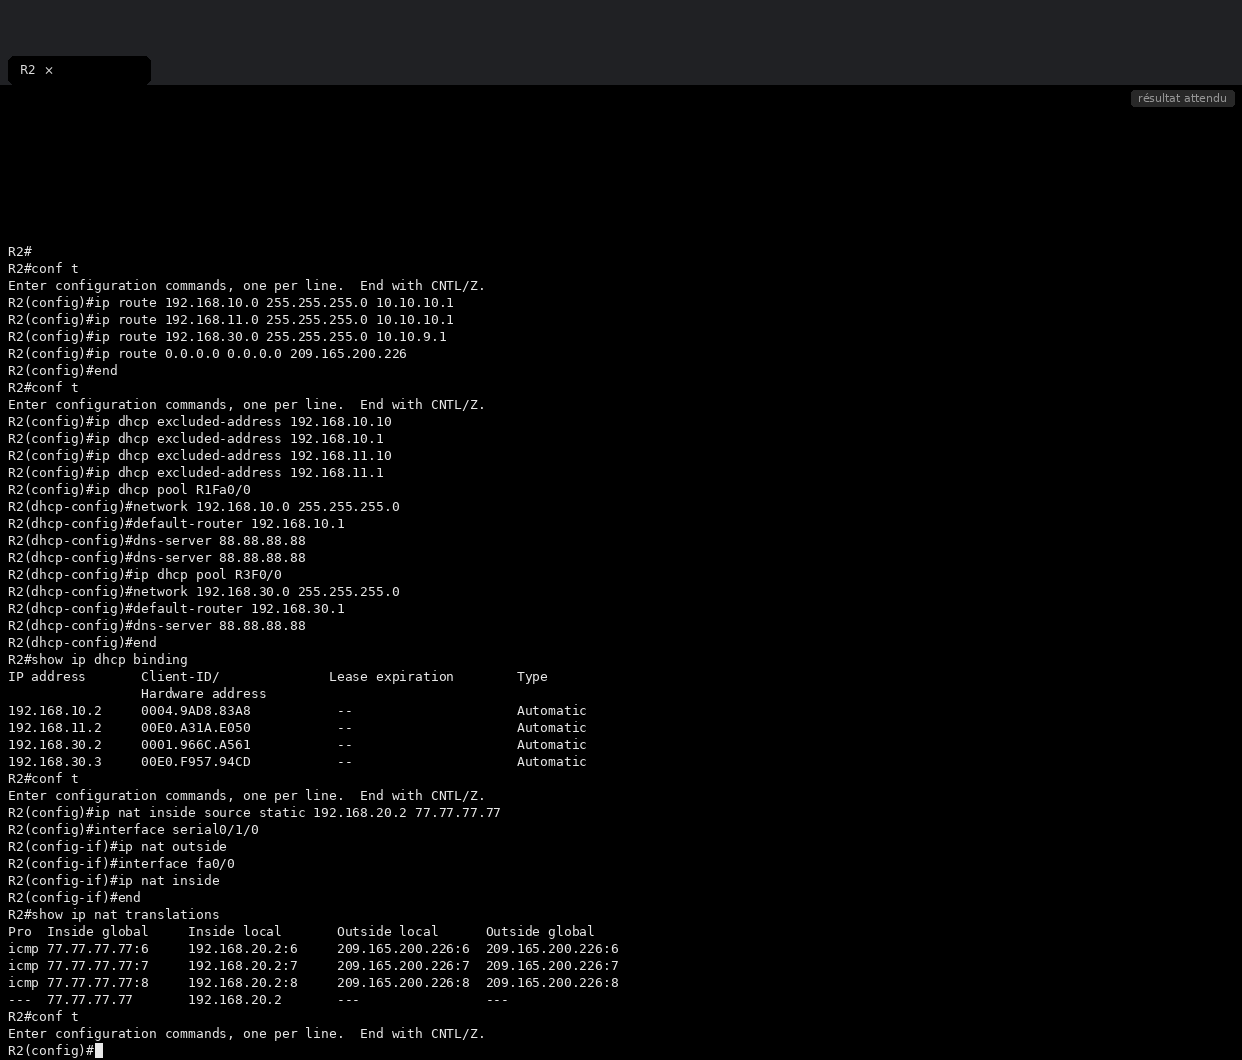 R2 ×
résultat attendu
R2#
R2#conf t
Enter configuration commands, one per line.  End with CNTL/Z.
R2(config)#ip route 192.168.10.0 255.255.255.0 10.10.10.1
R2(config)#ip route 192.168.11.0 255.255.255.0 10.10.10.1
R2(config)#ip route 192.168.30.0 255.255.255.0 10.10.9.1
R2(config)#ip route 0.0.0.0 0.0.0.0 209.165.200.226
R2(config)#end
R2#conf t
Enter configuration commands, one per line.  End with CNTL/Z.
R2(config)#ip dhcp excluded-address 192.168.10.10
R2(config)#ip dhcp excluded-address 192.168.10.1
R2(config)#ip dhcp excluded-address 192.168.11.10
R2(config)#ip dhcp excluded-address 192.168.11.1
R2(config)#ip dhcp pool R1Fa0/0
R2(dhcp-config)#network 192.168.10.0 255.255.255.0
R2(dhcp-config)#default-router 192.168.10.1
R2(dhcp-config)#dns-server 88.88.88.88
R2(dhcp-config)#dns-server 88.88.88.88
R2(dhcp-config)#ip dhcp pool R3F0/0
R2(dhcp-config)#network 192.168.30.0 255.255.255.0
R2(dhcp-config)#default-router 192.168.30.1
R2(dhcp-config)#dns-server 88.88.88.88
R2(dhcp-config)#end
R2#show ip dhcp binding
IP address       Client-ID/              Lease expiration        Type
                 Hardware address
192.168.10.2     0004.9AD8.83A8           --                     Automatic
192.168.11.2     00E0.A31A.E050           --                     Automatic
192.168.30.2     0001.966C.A561           --                     Automatic
192.168.30.3     00E0.F957.94CD           --                     Automatic
R2#conf t
Enter configuration commands, one per line.  End with CNTL/Z.
R2(config)#ip nat inside source static 192.168.20.2 77.77.77.77
R2(config)#interface serial0/1/0
R2(config-if)#ip nat outside
R2(config-if)#interface fa0/0
R2(config-if)#ip nat inside
R2(config-if)#end
R2#show ip nat translations
Pro  Inside global     Inside local       Outside local      Outside global
icmp 77.77.77.77:6     192.168.20.2:6     209.165.200.226:6  209.165.200.226:6
icmp 77.77.77.77:7     192.168.20.2:7     209.165.200.226:7  209.165.200.226:7
icmp 77.77.77.77:8     192.168.20.2:8     209.165.200.226:8  209.165.200.226:8
---  77.77.77.77       192.168.20.2       ---                ---
R2#conf t
Enter configuration commands, one per line.  End with CNTL/Z.
R2(config)#